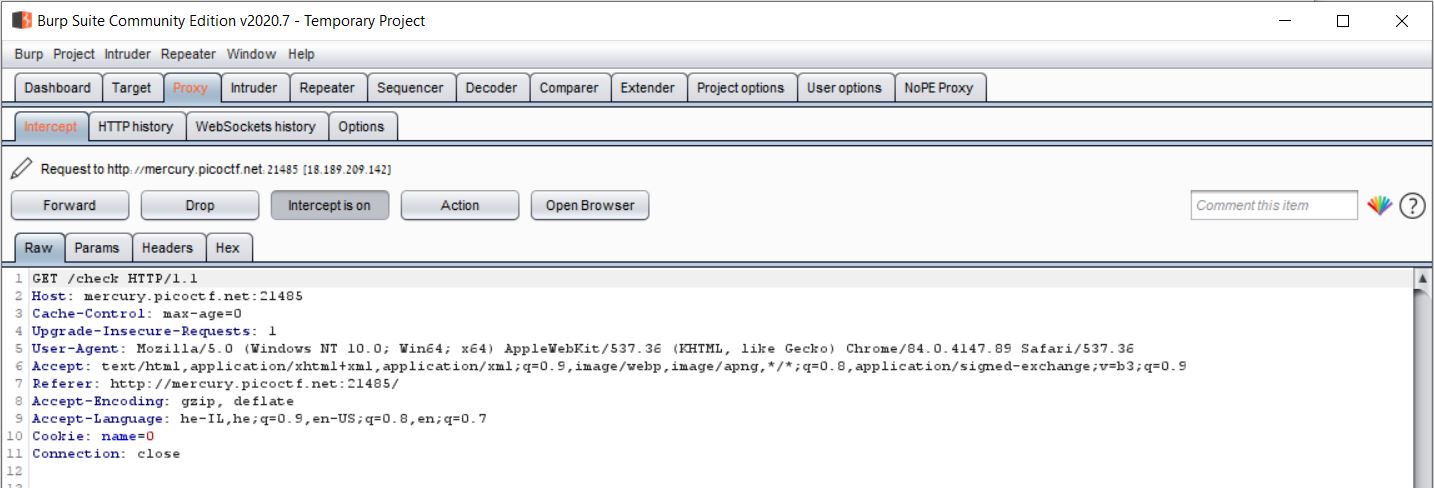 Burp Suite Community Edition v2020.7 - Temporary Project
Burp Project Intruder Repeater Window Help
Dashboard Target Proxy Intruder Repeater Sequencer Decoder Comparer Extender Project options User options NoPE Proxy
Intercept HTTP history WebSockets history Options
Request to http://mercury.picoctf.net:21485 [18.189.209.142]
Forward Drop Intercept is on Action Open Browser Comment this item ?
Raw Params Headers Hex
1 GET /check HTTP/1.1
2 Host: mercury.picoctf.net:21485
3 Cache-Control: max-age=0
4 Upgrade-Insecure-Requests: 1
5 User-Agent: Mozilla/5.0 (Windows NT 10.0; Win64; x64) AppleWebKit/537.36 (KHTML, like Gecko) Chrome/84.0.4147.89 Safari/537.36
6 Accept: text/html,application/xhtml+xml,application/xml;q=0.9,image/webp,image/apng,*/*;q=0.8,application/signed-exchange;v=b3;q=0.9
7 Referer: http://mercury.picoctf.net:21485/
8 Accept-Encoding: gzip, deflate
9 Accept-Language: he-IL,he;q=0.9,en-US;q=0.8,en;q=0.7
10 Cookie: name=0
11 Connection: close
12